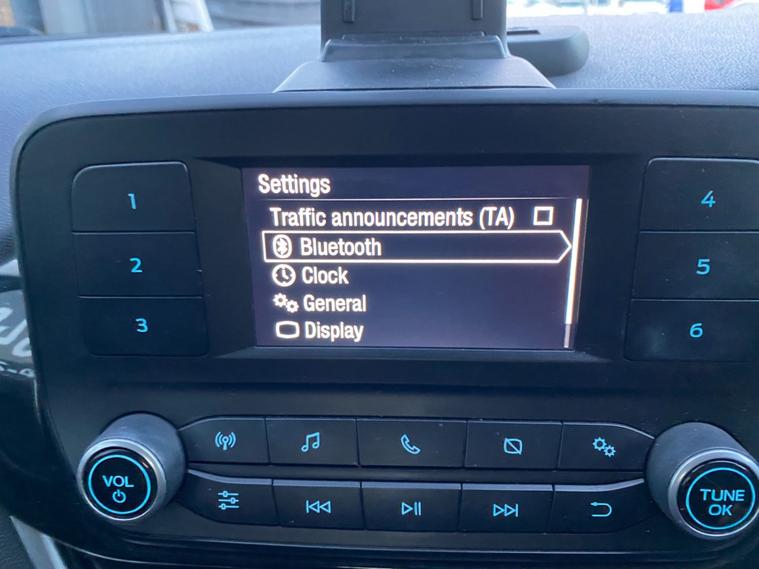 Settings
Traffic announcements (TA)
Bluetooth
Clock
General
Display
1
2
3
4
5
6
VOL
TUNE
OK